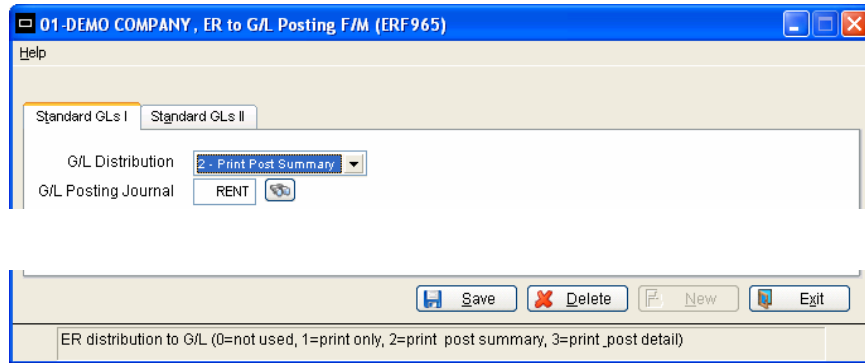 01-DEMO COMPANY , ER to G/L Posting F/M (ERF965)
Help
Standard GLs I Standard GLs II
G/L Distribution 2 - Print Post Summary
G/L Posting Journal RENT
Save Delete New Exit
ER distribution to G/L (0=not used, 1=print only, 2=print post summary, 3=print_post detail)